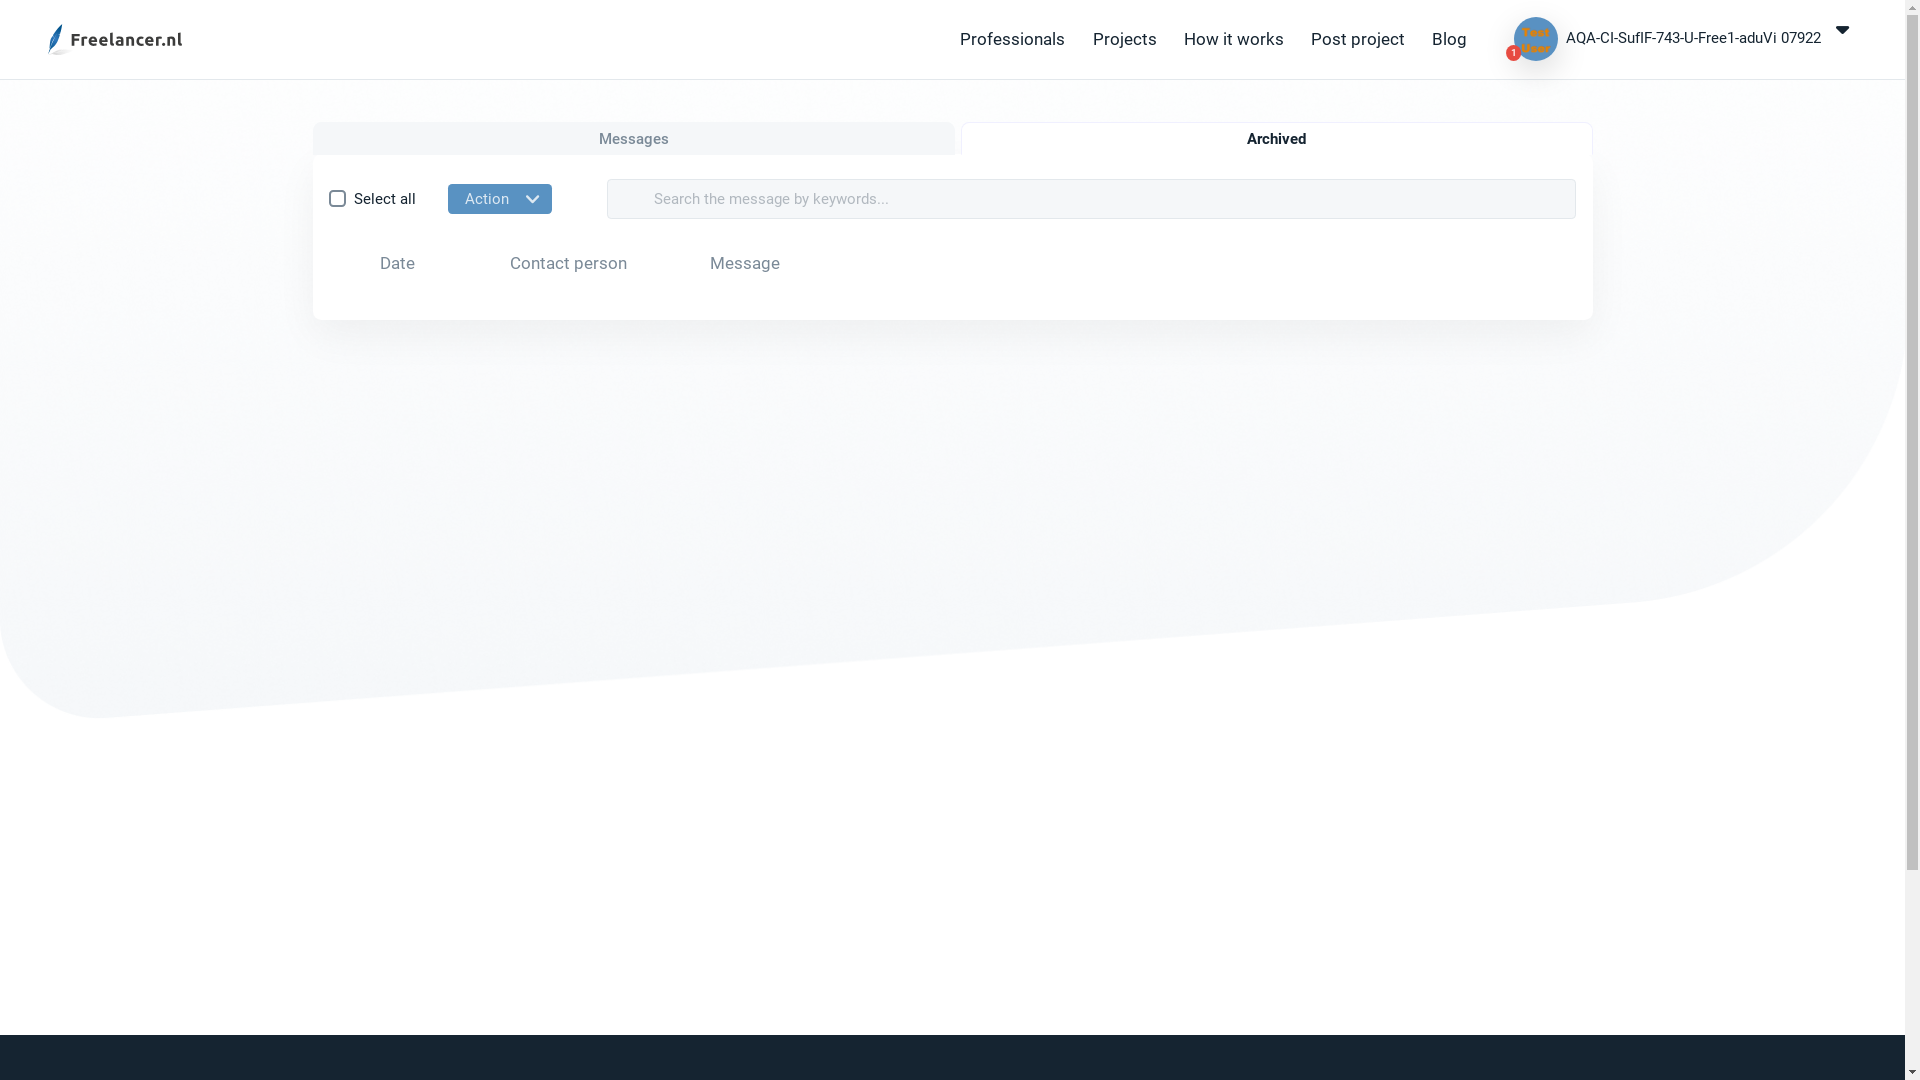 Freelancer.nl
Professionals
Projects
How it works
Post project
Blog
Test
User
1
AQA-CI-SuflF-743-U-Free1-aduVi 07922
Messages
Archived
Select all
Action
Search the message by keywords...
Date
Contact person
Message